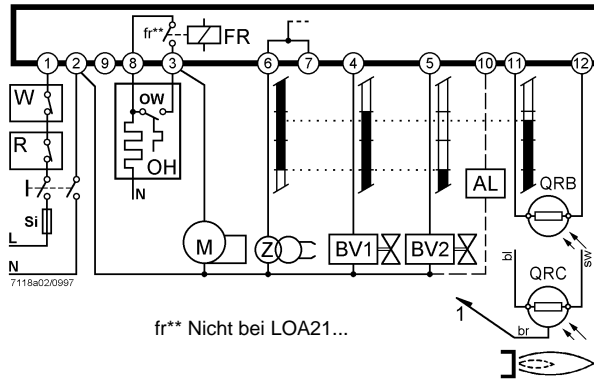 fr** FR
1 2 9 8 3 6 7 4 5 10 11 12
W
OW
R
OH
AL
QRB
Si
N
L
M
Z
BV1
BV2
bl
QRC
sw
N
7118a02/0997
1
br
fr** Nicht bei LOA21...